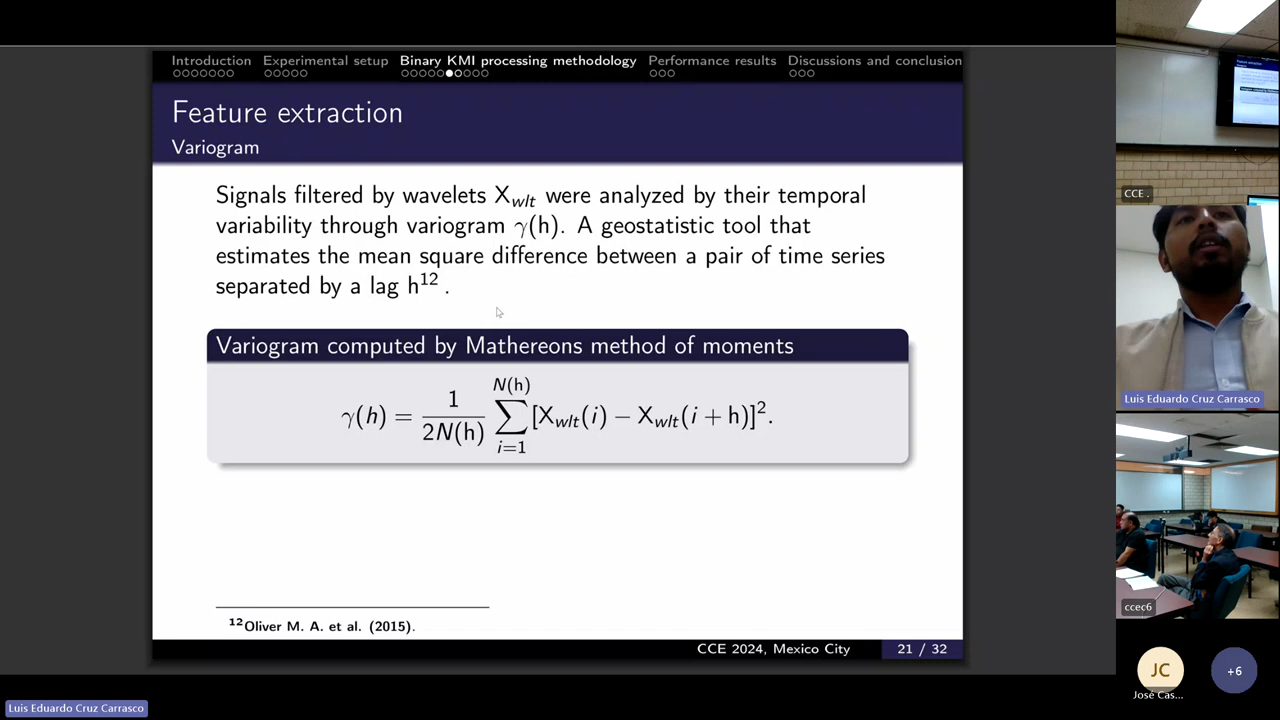 Introduction Experimental setup Binary KMI processing methodology Performance results Discussions and conclusion
Feature extraction
Variogram
Signals filtered by wavelets X_wlt were analyzed by their temporal
variability through variogram γ(h). A geostatistic tool that
estimates the mean square difference between a pair of time series
separated by a lag h¹² .
Variogram computed by Mathereons method of moments
γ(h) = 1/2N(h) ∑_{i=1}^{N(h)} [X_wlt(i) − X_wlt(i + h)]².
¹²Oliver M. A. et al. (2015).
CCE 2024, Mexico City 21 / 32
CCE .
Luis Eduardo Cruz Carrasco
ccec6
JC
José Cas...
+6
Luis Eduardo Cruz Carrasco